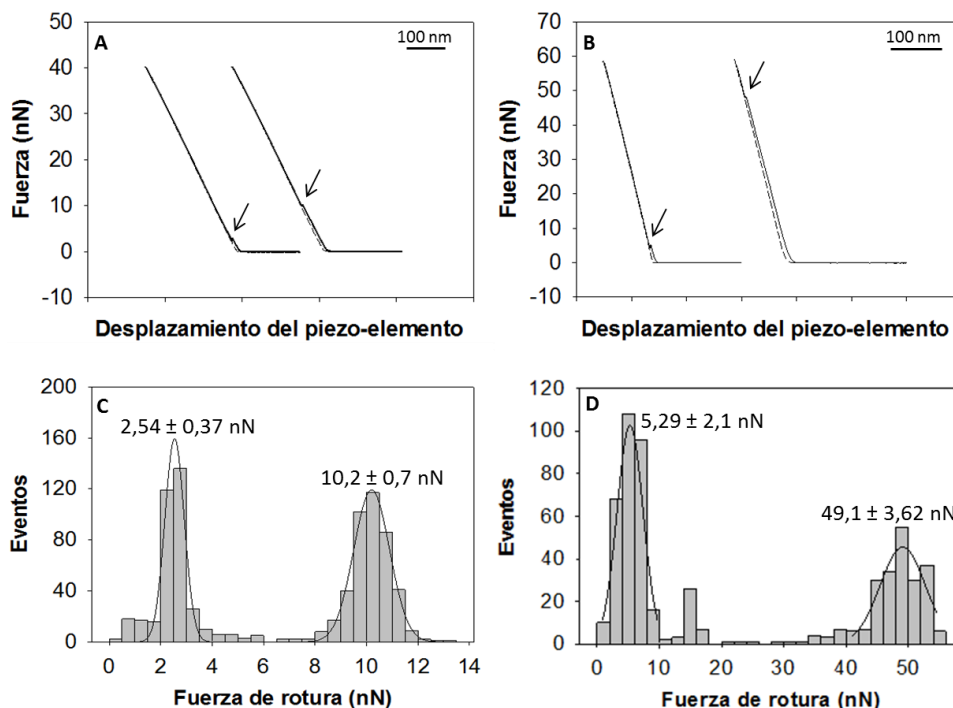 A
100 nm
Fuerza (nN)
50
40
30
20
10
0
-10
Desplazamiento del piezo-elemento
B
100 nm
Fuerza (nN)
70
60
50
40
30
20
10
0
-10
Desplazamiento del piezo-elemento
C
2,54 ± 0,37 nN
10,2 ± 0,7 nN
Eventos
200
160
120
80
40
0
0 2 4 6 8 10 12 14
Fuerza de rotura (nN)
D
5,29 ± 2,1 nN
49,1 ± 3,62 nN
Eventos
120
100
80
60
40
20
0
0 10 20 30 40 50
Fuerza de rotura (nN)